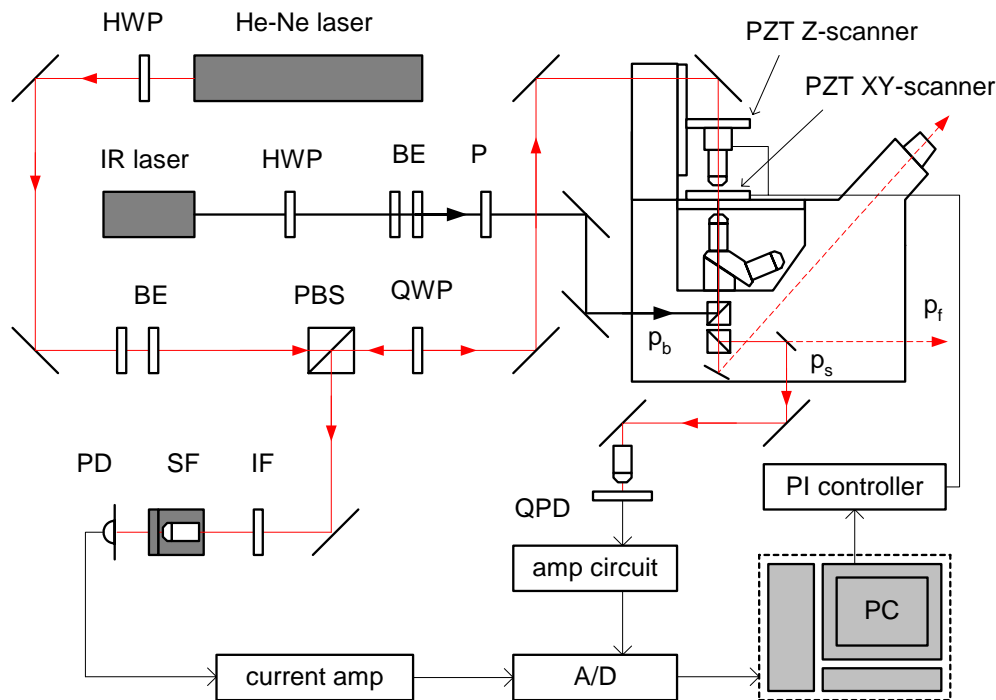 HWP
He-Ne laser
PZT Z-scanner
PZT XY-scanner
IR laser
HWP
BE
P
BE
PBS
QWP
p_b
p_f
p_s
PD
SF
IF
QPD
PI controller
amp circuit
PC
current amp
A/D